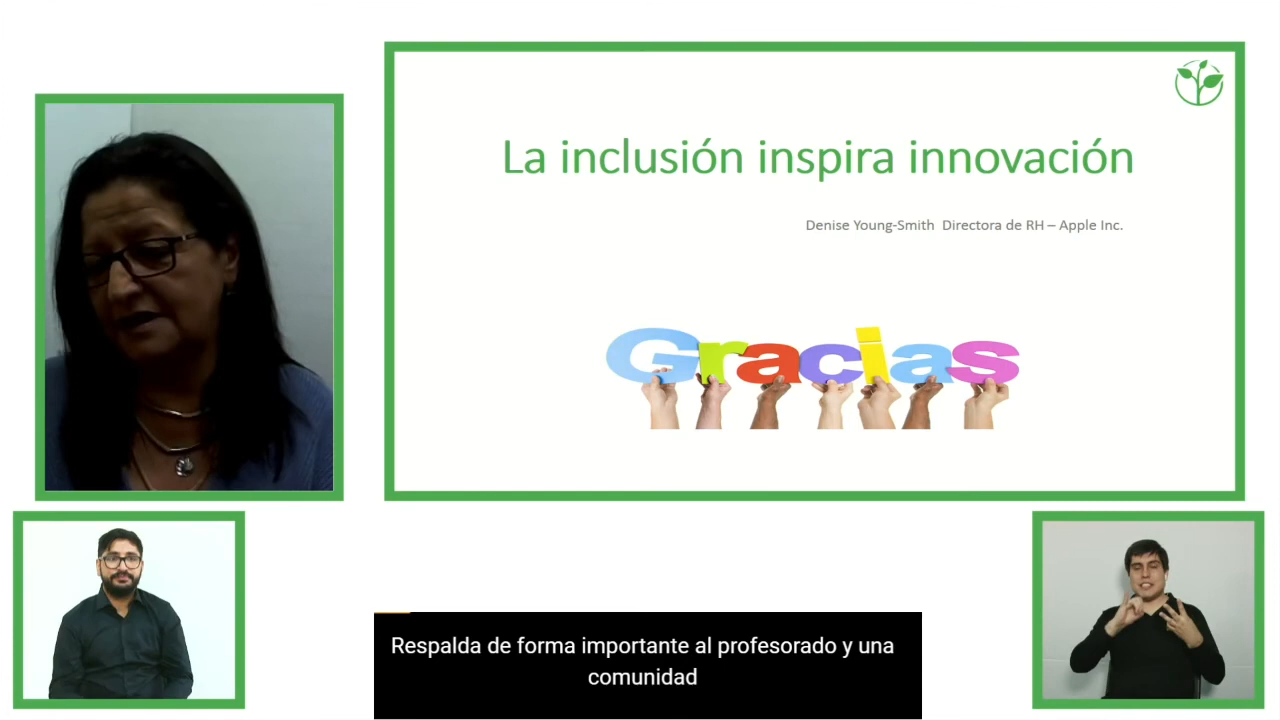 La inclusión inspira innovación
Denise Young-Smith Directora de RH – Apple Inc.
Gracias
Respalda de forma importante al profesorado y una
comunidad